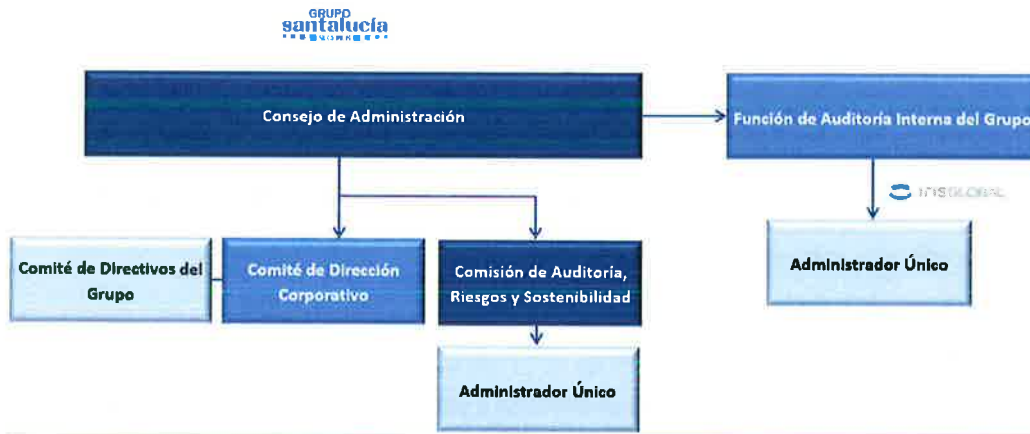 GRUPO
santalucía
Consejo de Administración
Función de Auditoría Interna del Grupo
IrISGLOBAL
Comité de Directivos del
Grupo
Comité de Dirección
Corporativo
Comisión de Auditoría,
Riesgos y Sostenibilidad
Administrador Único
Administrador Único